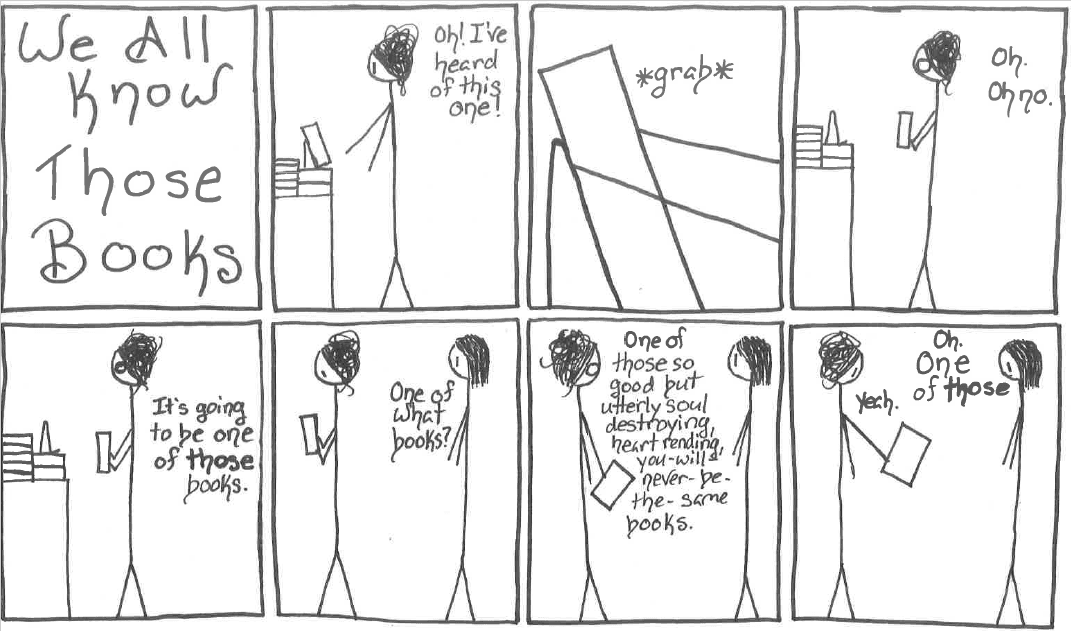 We All
Know
Those
Books
Oh! I've
heard
of this
one!
*grab*
Oh.
Oh no.
It's going
to be one
of those
books.
One of
what
books?
One of
those so
good but
utterly soul
destroying,
heart rending,
you-will-
never-be-
the-same
books.
Oh.
One
of those
Yeah.